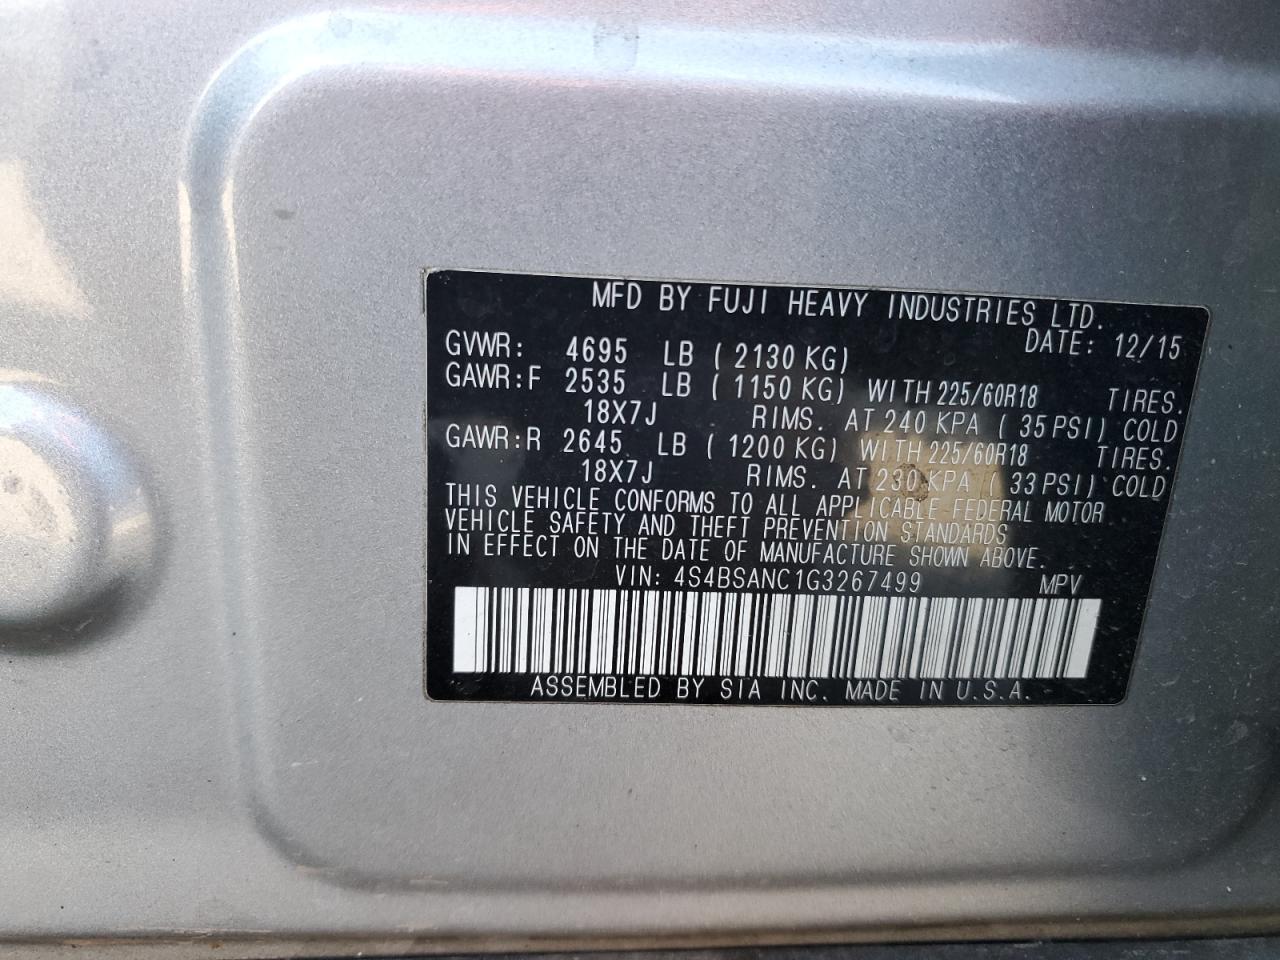 MFD BY FUJI HEAVY INDUSTRIES LTD.
DATE: 12/15
GVWR: 4695 LB ( 2130 KG)
GAWR:F 2535 LB ( 1150 KG) WITH 225/60R18 TIRES.
18X7J RIMS. AT 240 KPA ( 35 PSI) COLD
GAWR:R 2645 LB ( 1200 KG) WITH 225/60R18 TIRES.
18X7J RIMS. AT 230 KPA ( 33 PSI) COLD
THIS VEHICLE CONFORMS TO ALL APPLICABLE FEDERAL MOTOR
VEHICLE SAFETY AND THEFT PREVENTION STANDARDS
IN EFFECT ON THE DATE OF MANUFACTURE SHOWN ABOVE.
VIN: 4S4BSANC1G3267499 MPV
ASSEMBLED BY SIA INC. MADE IN U.S.A.